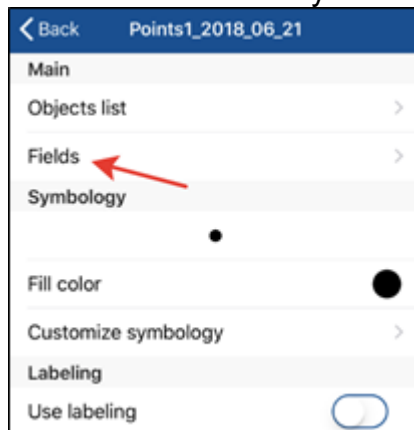 Back Points1_2018_06_21
Main
Objects list
Fields
Symbology
Fill color
Customize symbology
Labeling
Use labeling